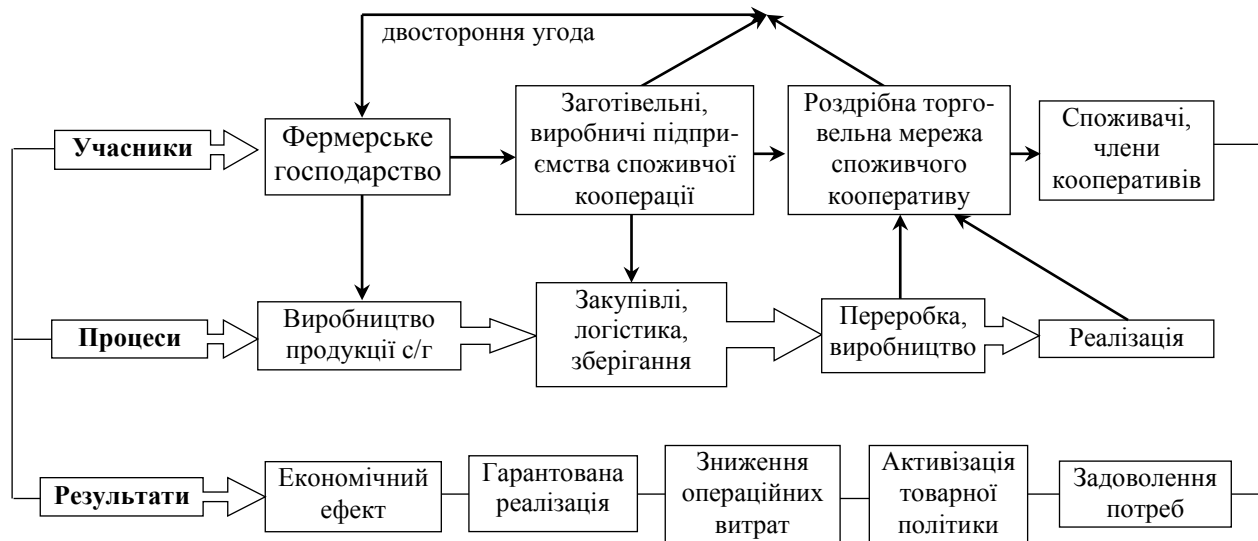 двостороння угода
Учасники
Фермерське
господарство
Заготівельні,
виробничі підпри-
ємства споживчої
кооперації
Роздрібна торго-
вельна мережа
споживчого
кооперативу
Споживачі,
члени
кооперативів
Процеси
Виробництво
продукції с/г
Закупівлі,
логістика,
зберігання
Переробка,
виробництво
Реалізація
Результати
Економічний
ефект
Гарантована
реалізація
Зниження
операційних
витрат
Активізація
товарної
політики
Задоволення
потреб